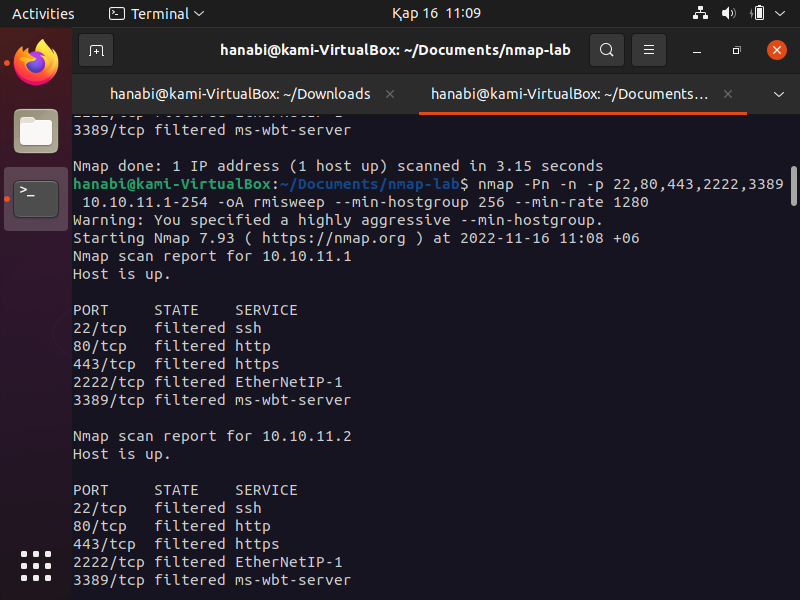 Activities Terminal Қар 16 11:09
hanabi@kami-VirtualBox: ~/Documents/nmap-lab
hanabi@kami-VirtualBox: ~/Downloads × hanabi@kami-VirtualBox: ~/Documents… ×
2222/tcp filtered EtherNetIP-1
3389/tcp filtered ms-wbt-server
Nmap done: 1 IP address (1 host up) scanned in 3.15 seconds
hanabi@kami-VirtualBox:~/Documents/nmap-lab$ nmap -Pn -n -p 22,80,443,2222,3389
10.10.11.1-254 -oA rmisweep --min-hostgroup 256 --min-rate 1280
Warning: You specified a highly aggressive --min-hostgroup.
Starting Nmap 7.93 ( https://nmap.org ) at 2022-11-16 11:08 +06
Nmap scan report for 10.10.11.1
Host is up.
PORT STATE SERVICE
22/tcp filtered ssh
80/tcp filtered http
443/tcp filtered https
2222/tcp filtered EtherNetIP-1
3389/tcp filtered ms-wbt-server
Nmap scan report for 10.10.11.2
Host is up.
PORT STATE SERVICE
22/tcp filtered ssh
80/tcp filtered http
443/tcp filtered https
2222/tcp filtered EtherNetIP-1
3389/tcp filtered ms-wbt-server